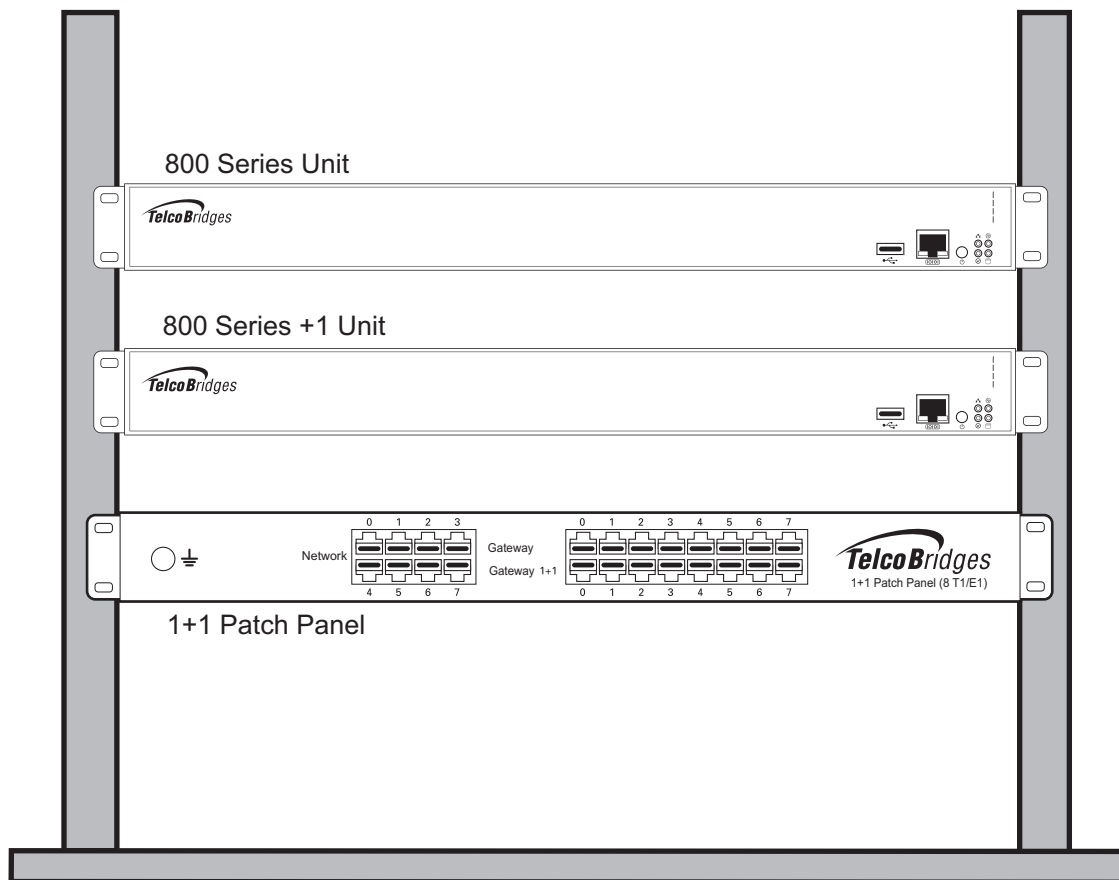 800 Series Unit
TelcoBridges
800 Series +1 Unit
TelcoBridges
0 1 2 3
0 1 2 3 4 5 6 7
Network
Gateway
Gateway 1+1
4 5 6 7
0 1 2 3 4 5 6 7
TelcoBridges
1+1 Patch Panel (8 T1/E1)
1+1 Patch Panel